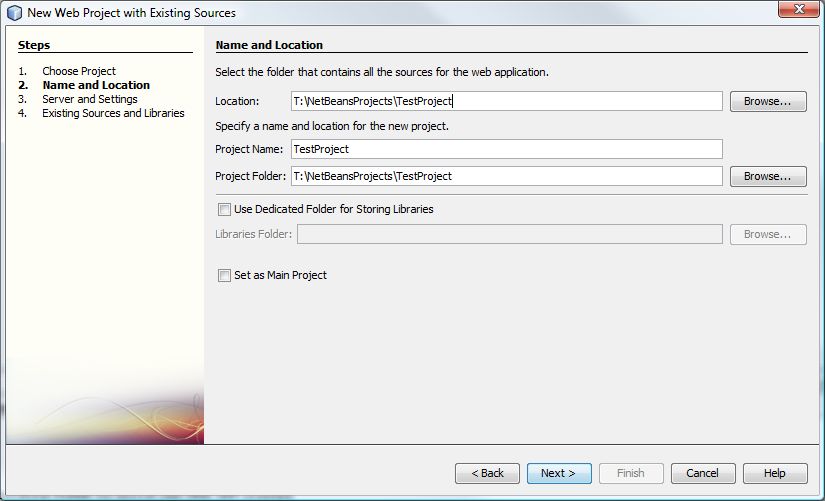 New Web Project with Existing Sources
Steps
1. Choose Project
2. Name and Location
3. Server and Settings
4. Existing Sources and Libraries
Name and Location
Select the folder that contains all the sources for the web application.
Location: T:\NetBeansProjects\TestProject Browse...
Specify a name and location for the new project.
Project Name: TestProject
Project Folder: T:\NetBeansProjects\TestProject Browse...
Use Dedicated Folder for Storing Libraries
Libraries Folder: Browse...
Set as Main Project
< Back Next > Finish Cancel Help